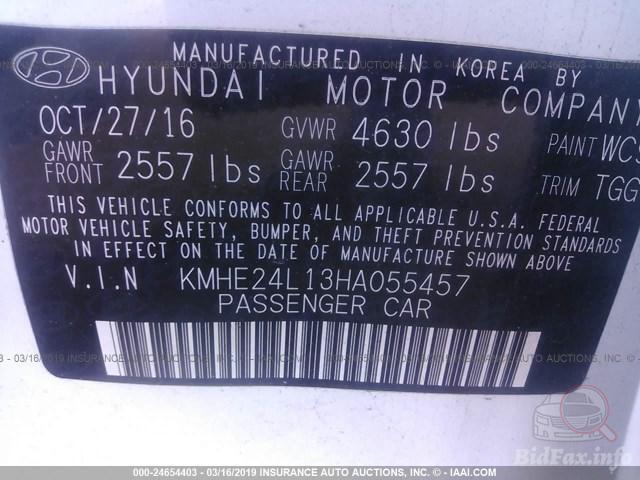 MANUFACTURED IN KOREA BY
HYUNDAI MOTOR COMPANY
OCT/27/16 GVWR 4630 lbs PAINT WC9
GAWR FRONT 2557 lbs GAWR REAR 2557 lbs TRIM TGG
THIS VEHICLE CONFORMS TO ALL APPLICABLE U.S.A. FEDERAL
MOTOR VEHICLE SAFETY, BUMPER, AND THEFT PREVENTION STANDARDS
IN EFFECT ON THE DATE OF MANUFACTURE SHOWN ABOVE
V.I.N KMHE24L13HA055457
PASSENGER CAR
BidFax.info
000-24654403 - 03/16/2019 INSURANCE AUTO AUCTIONS, INC. - © IAAI.COM